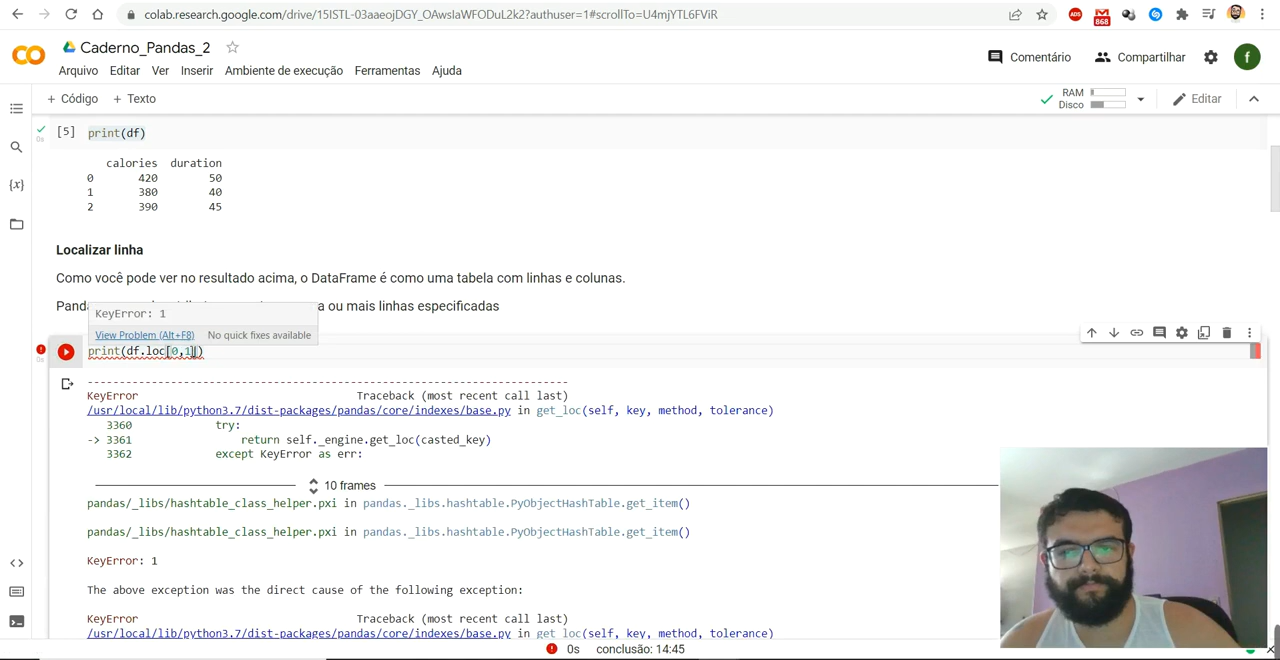 colab.research.google.com/drive/15ISTL-03aaeojDGY_OAwsIaWFODuL2k2?authuser=1#scrollTo=U4mjYTL6FViR
ADS
868
CO
Caderno_Pandas_2
Arquivo Editar Ver Inserir Ambiente de execução Ferramentas Ajuda
Comentário Compartilhar
f
+ Código + Texto
RAM
Disco
Editar
0s
[5] print(df)
calories duration
0 420 50
1 380 40
2 390 45
Localizar linha
Como você pode ver no resultado acima, o DataFrame é como uma tabela com linhas e colunas.
Panda
a ou mais linhas especificadas
KeyError: 1
View Problem (Alt+F8) No quick fixes available
0s
print(df.loc[0,1])
---------------------------------------------------------------------------
KeyError Traceback (most recent call last)
/usr/local/lib/python3.7/dist-packages/pandas/core/indexes/base.py in get_loc(self, key, method, tolerance)
3360 try:
-> 3361 return self._engine.get_loc(casted_key)
3362 except KeyError as err:
10 frames
pandas/_libs/hashtable_class_helper.pxi in pandas._libs.hashtable.PyObjectHashTable.get_item()
pandas/_libs/hashtable_class_helper.pxi in pandas._libs.hashtable.PyObjectHashTable.get_item()
KeyError: 1
The above exception was the direct cause of the following exception:
KeyError Traceback (most recent call last)
/usr/local/lib/python3.7/dist-packages/pandas/core/indexes/base.py in get_loc(self, key, method, tolerance)
0s conclusão: 14:45